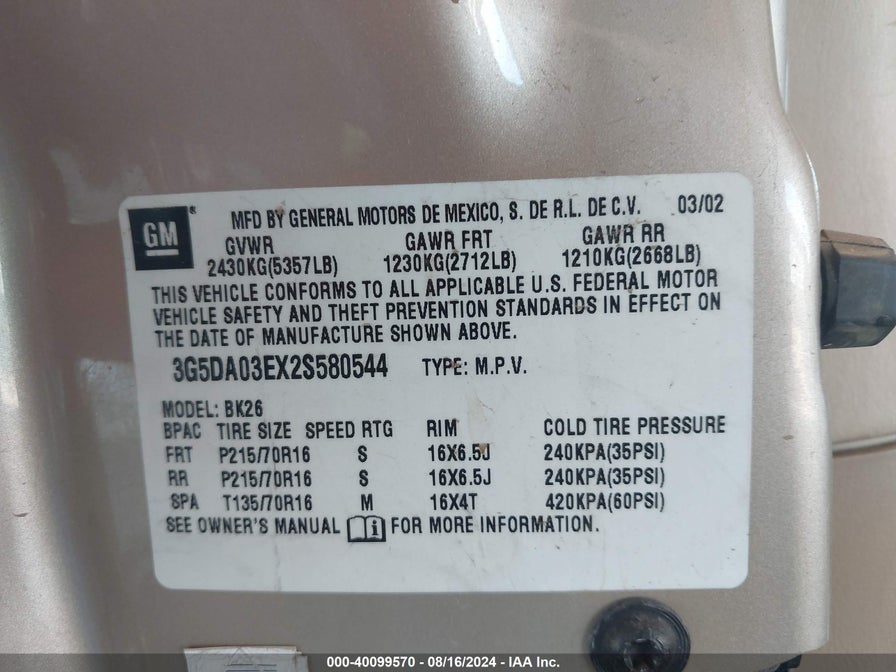 GM ® MFD BY GENERAL MOTORS DE MEXICO, S. DE R.L. DE C.V. 03/02
GVWR GAWR FRT GAWR RR
2430KG(5357LB) 1230KG(2712LB) 1210KG(2668LB)
THIS VEHICLE CONFORMS TO ALL APPLICABLE U.S. FEDERAL MOTOR
VEHICLE SAFETY AND THEFT PREVENTION STANDARDS IN EFFECT ON
THE DATE OF MANUFACTURE SHOWN ABOVE.
3G5DA03EX2S580544 TYPE: M.P.V.
MODEL: BK26
BPAC TIRE SIZE SPEED RTG RIM COLD TIRE PRESSURE
FRT P215/70R16 S 16X6.5J 240KPA(35PSI)
RR P215/70R16 S 16X6.5J 240KPA(35PSI)
SPA T135/70R16 M 16X4T 420KPA(60PSI)
SEE OWNER'S MANUAL i FOR MORE INFORMATION.
000-40099570 - 08/16/2024 - IAA Inc.